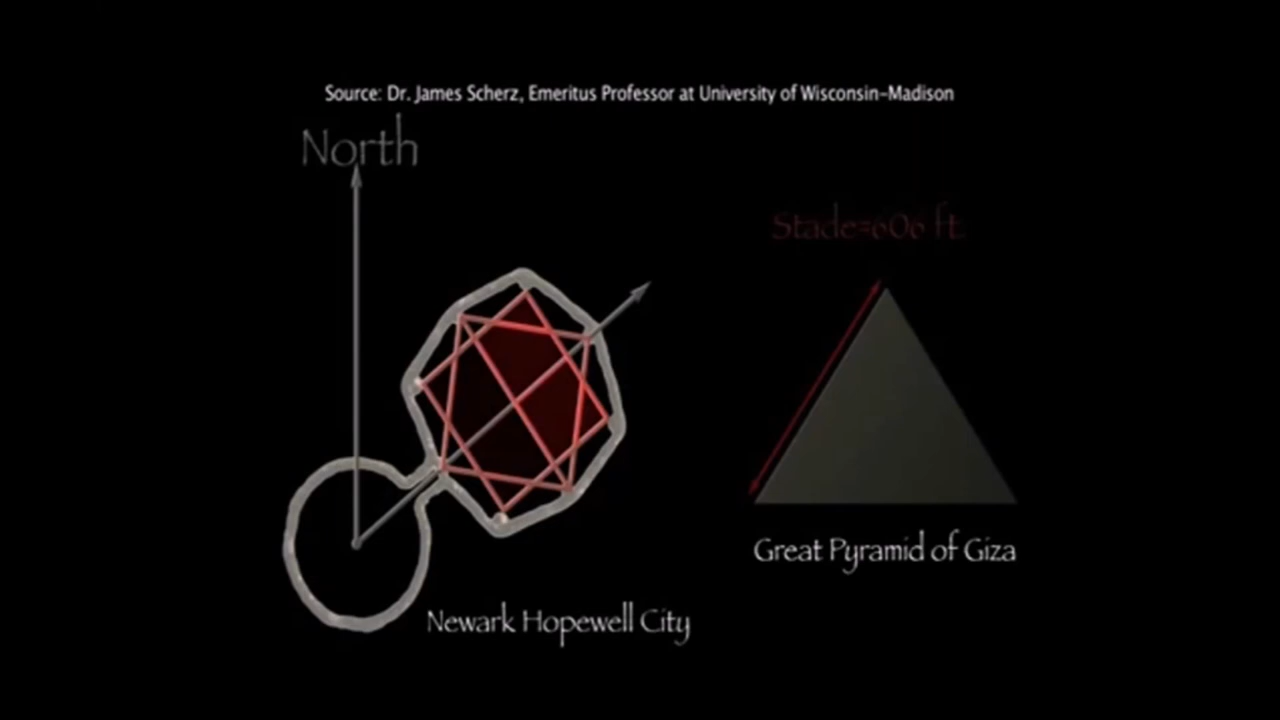 Source: Dr. James Scherz, Emeritus Professor at University of Wisconsin-Madison
North
Stade=606 ft.
Great Pyramid of Giza
Newark Hopewell City